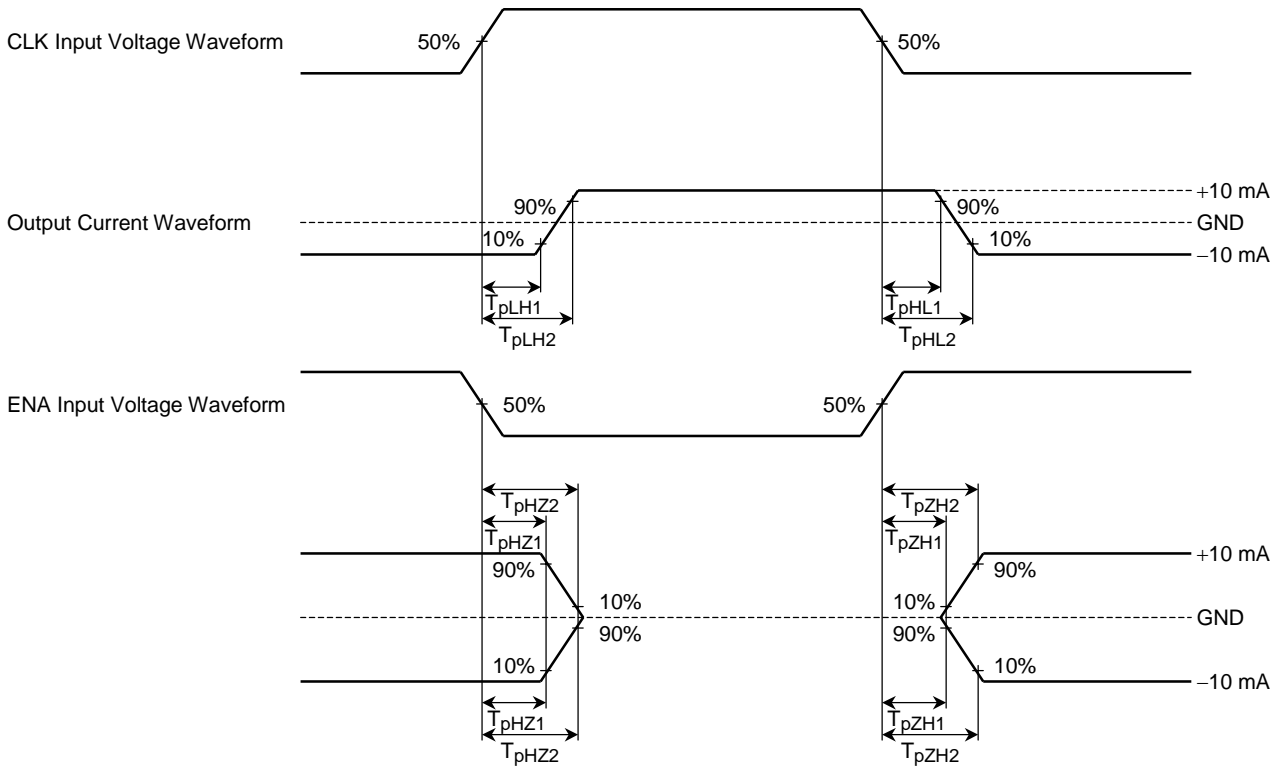 CLK Input Voltage Waveform
50%
50%
Output Current Waveform
90%
10%
90%
10%
+10 mA
GND
−10 mA
TpLH1
TpLH2
TpHL1
TpHL2
ENA Input Voltage Waveform
50%
50%
TpHZ2
TpHZ1
TpZH2
TpZH1
90%
10%
90%
10%
10%
90%
90%
10%
+10 mA
GND
−10 mA
TpHZ1
TpHZ2
TpZH1
TpZH2